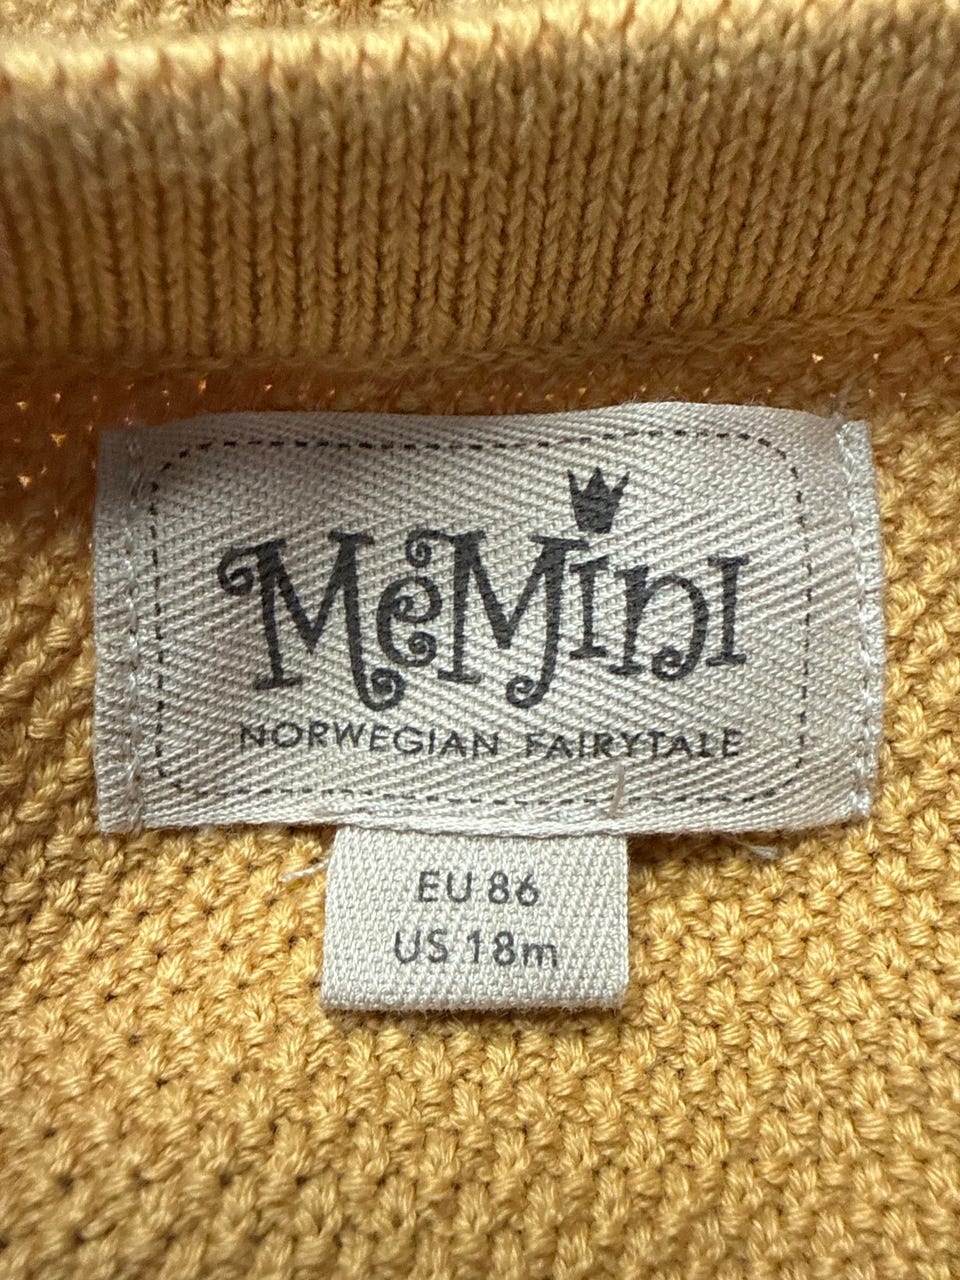 MeMini
NORWEGIAN FAIRYTALE
EU 86
US 18m